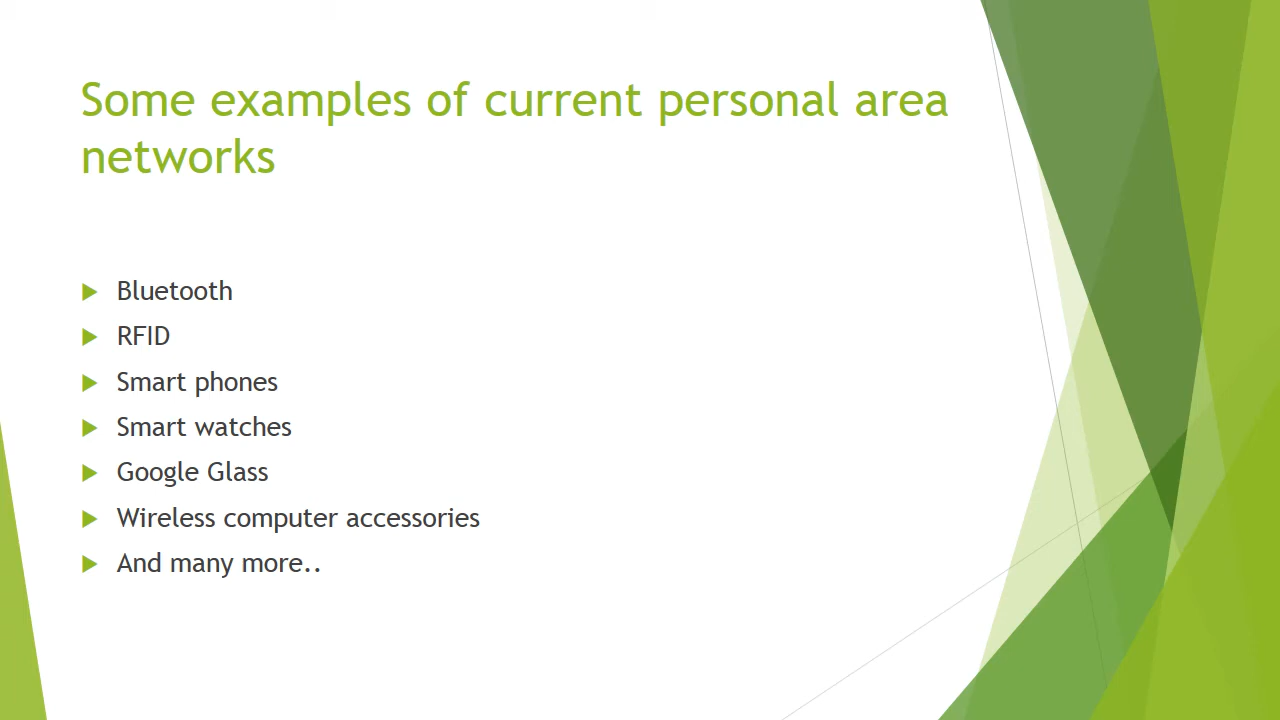 Some examples of current personal area
networks
Bluetooth
RFID
Smart phones
Smart watches
Google Glass
Wireless computer accessories
And many more..